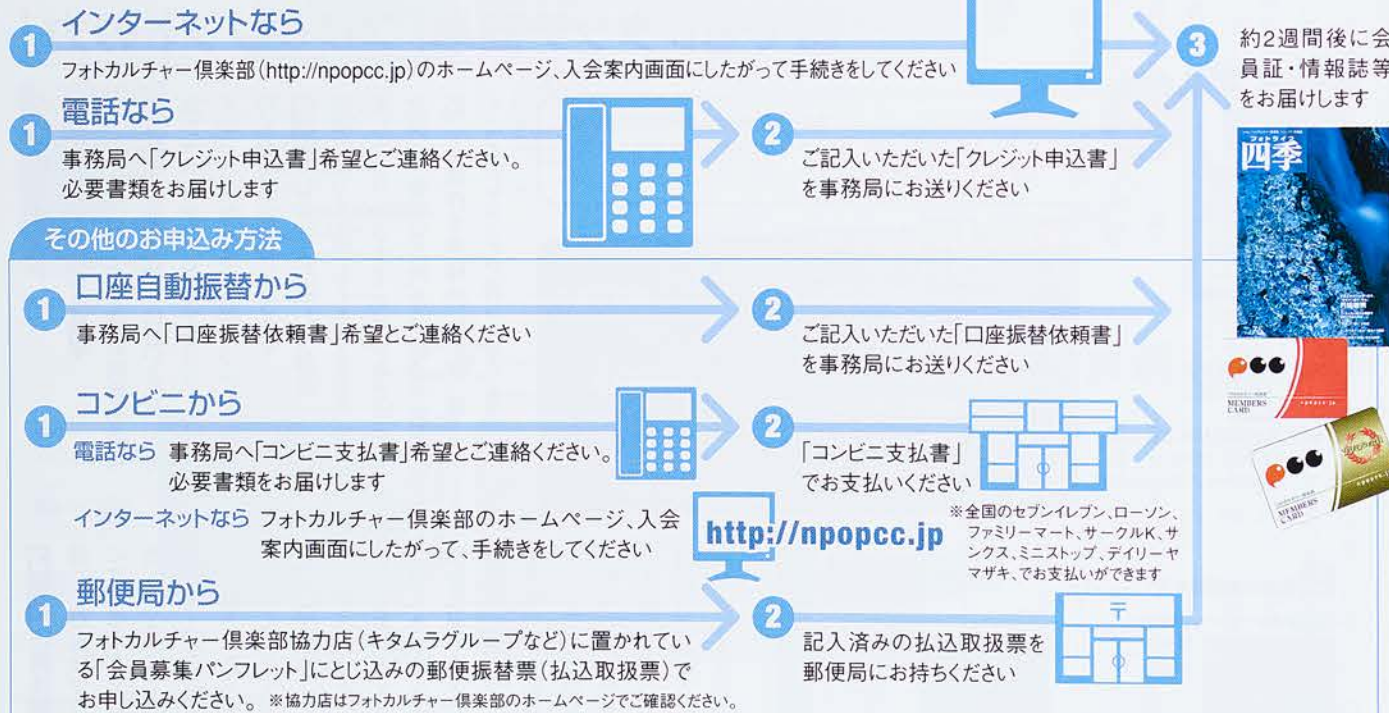 1 インターネットなら
フォトカルチャー倶楽部(http://npopcc.jp)のホームページ、入会案内画面にしたがって手続きをしてください
1 電話なら
事務局へ「クレジット申込書」希望とご連絡ください。
必要書類をお届けします
2
ご記入いただいた「クレジット申込書」
を事務局にお送りください
3 約2週間後に会
員証・情報誌等
をお届けします
フォトライフ
四季
MEMBERS
CARD
npopcc.jp
MEMBERS
CARD
その他のお申込み方法
1 口座自動振替から
事務局へ「口座振替依頼書」希望とご連絡ください
2
ご記入いただいた「口座振替依頼書」
を事務局にお送りください
1 コンビニから
電話なら 事務局へ「コンビニ支払書」希望とご連絡ください。
必要書類をお届けします
インターネットなら フォトカルチャー倶楽部のホームページ、入会
案内画面にしたがって、手続きをしてください
http://npopcc.jp
2
「コンビニ支払書」
でお支払いください
※全国のセブンイレブン、ローソン、
ファミリーマート、サークルK、サ
ンクス、ミニストップ、デイリーヤ
マザキ、でお支払いができます
1 郵便局から
フォトカルチャー倶楽部協力店(キタムラグループなど)に置かれてい
る「会員募集パンフレット」にとじ込みの郵便振替票(払込取扱票)で
お申し込みください。 ※協力店はフォトカルチャー倶楽部のホームページでご確認ください。
2
記入済みの払込取扱票を
郵便局にお持ちください
〒